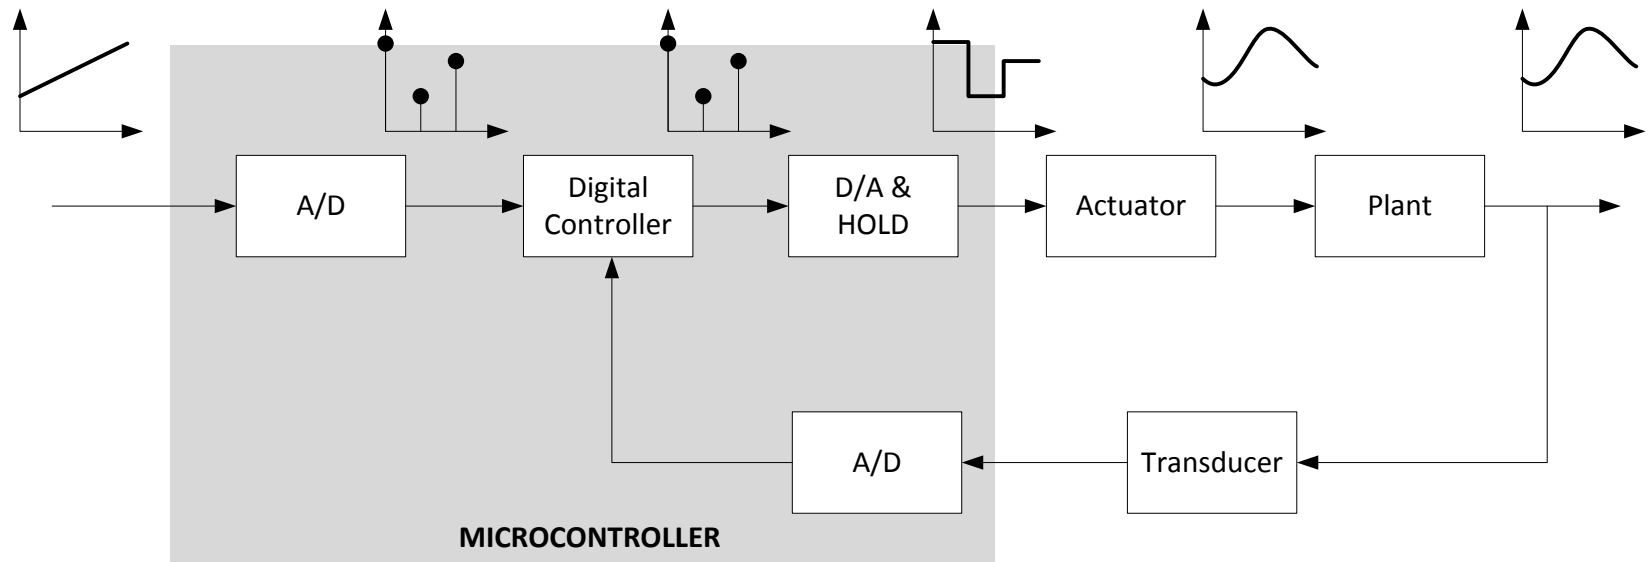 A/D
Digital
Controller
D/A &
HOLD
Actuator
Plant
A/D
Transducer
MICROCONTROLLER